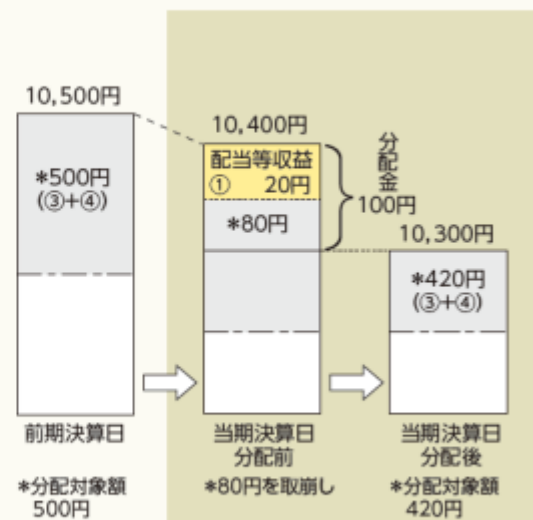 10,500円
*500円
(③+④)
前期決算日
*分配対象額
500円
10,400円
配当等収益
① 20円
*80円
分配金
100円
当期決算日
分配前
*80円を取崩し
10,300円
*420円
(③+④)
当期決算日
分配後
*分配対象額
420円